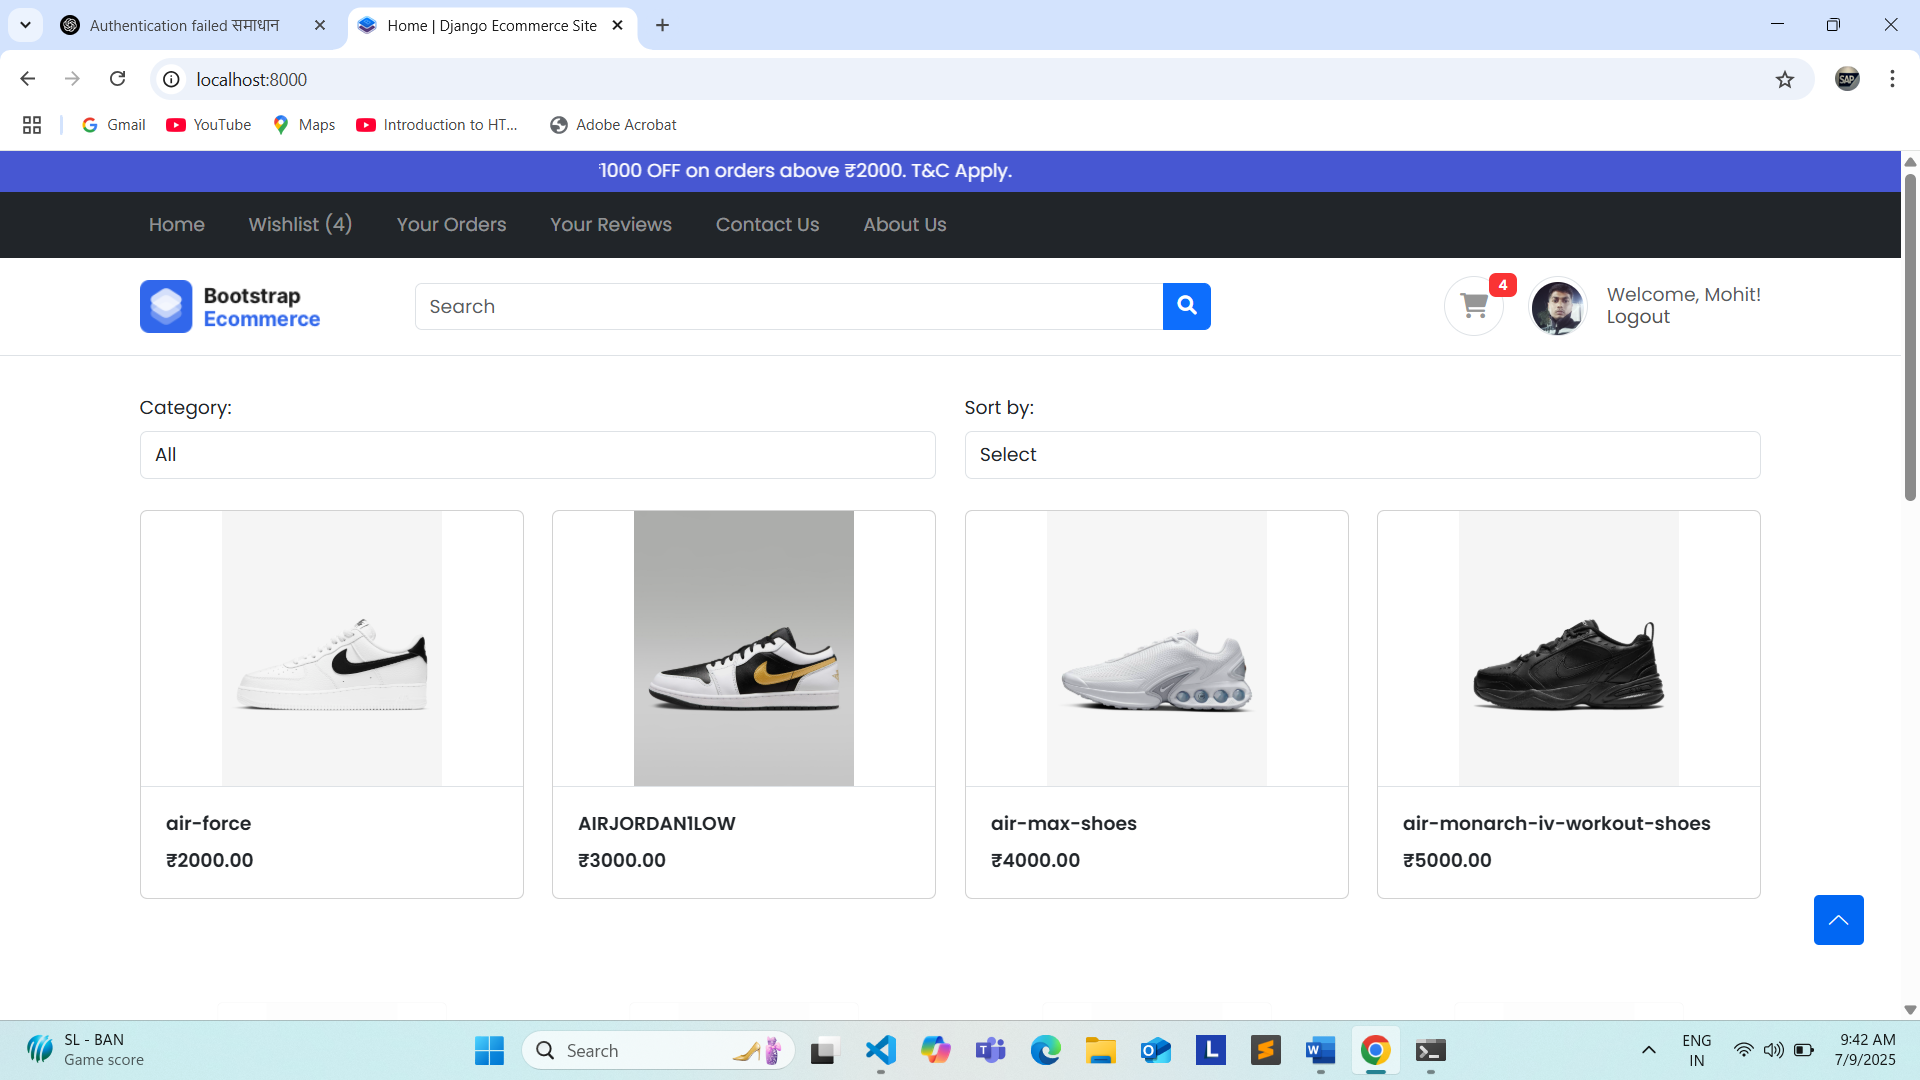 Authentication failed समाधान
Home | Django Ecommerce Site
localhost:8000
SAP
Gmail
YouTube
Maps
Introduction to HT...
Adobe Acrobat
1000 OFF on orders above ₹2000. T&C Apply.
Home
Wishlist (4)
Your Orders
Your Reviews
Contact Us
About Us
Bootstrap
Ecommerce
Search
4
Welcome, Mohit!
Logout
Category:
Sort by:
All
Select
air-force
₹2000.00
AIRJORDAN1LOW
₹3000.00
air-max-shoes
₹4000.00
air-monarch-iv-workout-shoes
₹5000.00
SL - BAN
Game score
Search
L
ENG
IN
9:42 AM
7/9/2025